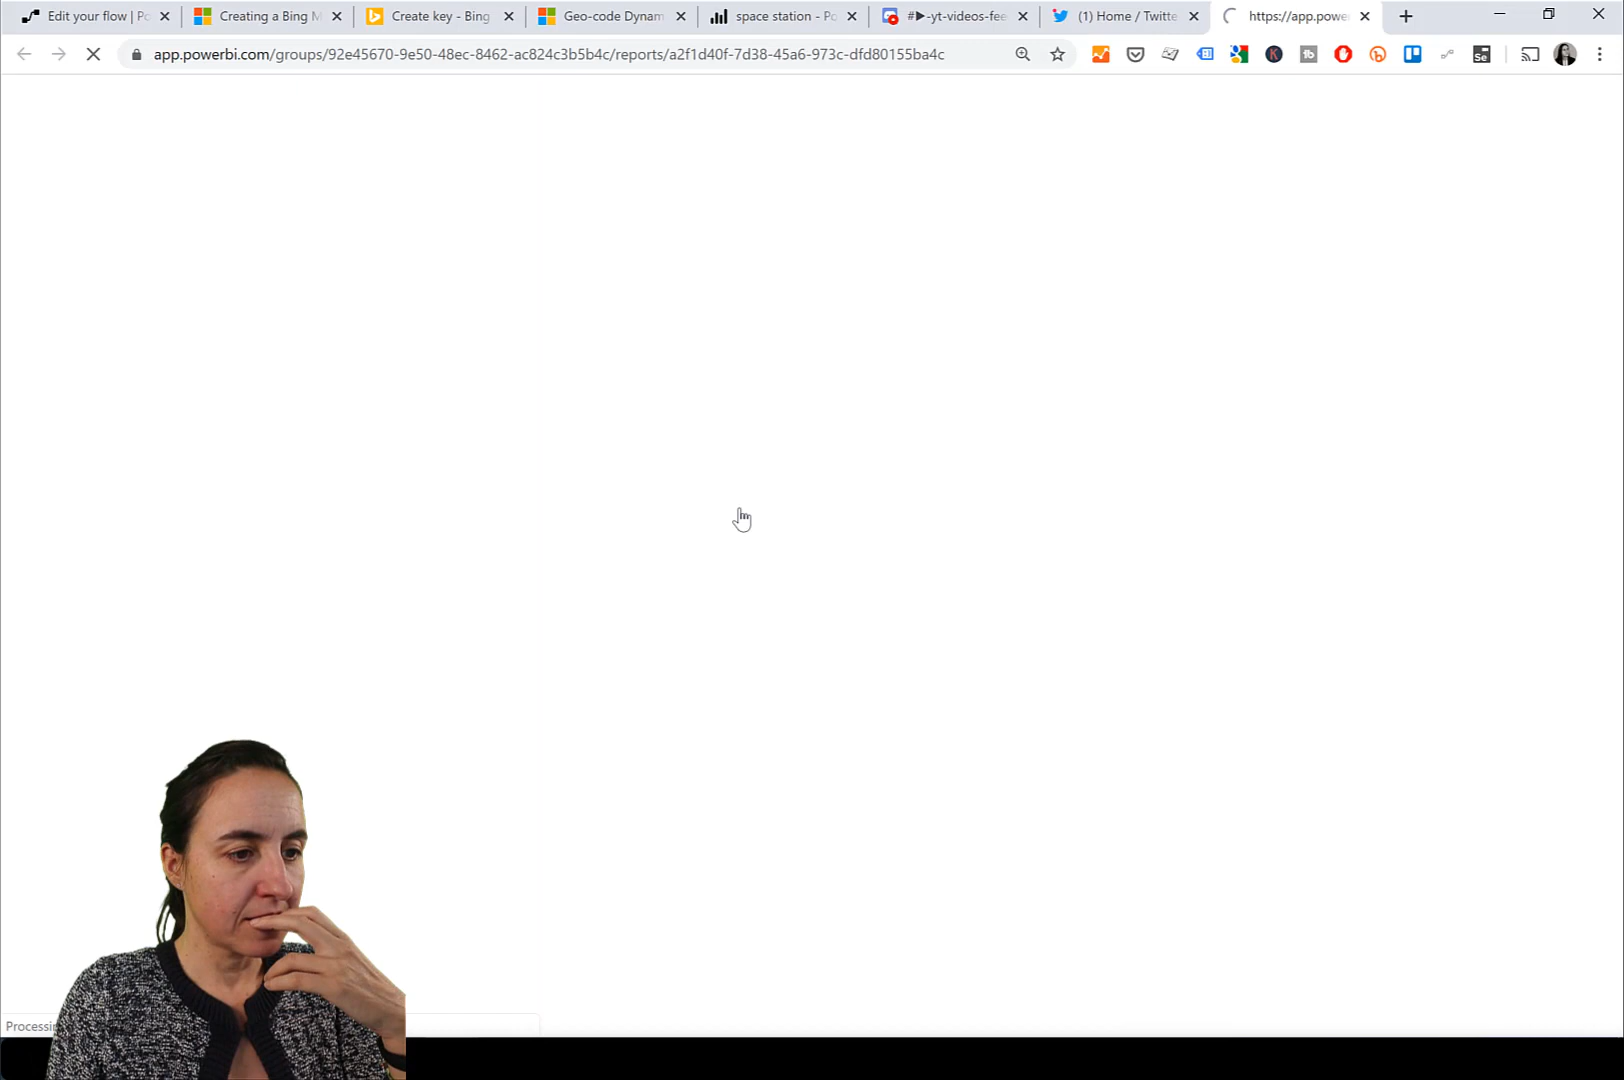 Edit your flow | Po
Creating a Bing M
Create key - Bing
Geo-code Dynam
space station - Po
#▶-yt-videos-fee
(1) Home / Twitte
https://app.powe
app.powerbi.com/groups/92e45670-9e50-48ec-8462-ac824c3b5b4c/reports/a2f1d40f-7d38-45a6-973c-dfd80155ba4c
Se
Processi